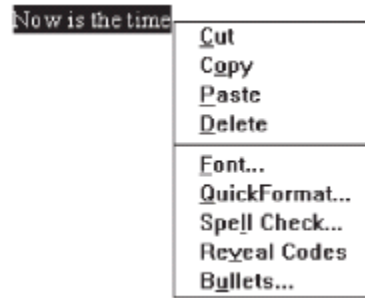 Now is the time
Cut
Copy
Paste
Delete
Font...
QuickFormat...
Spell Check...
Reveal Codes
Bullets...